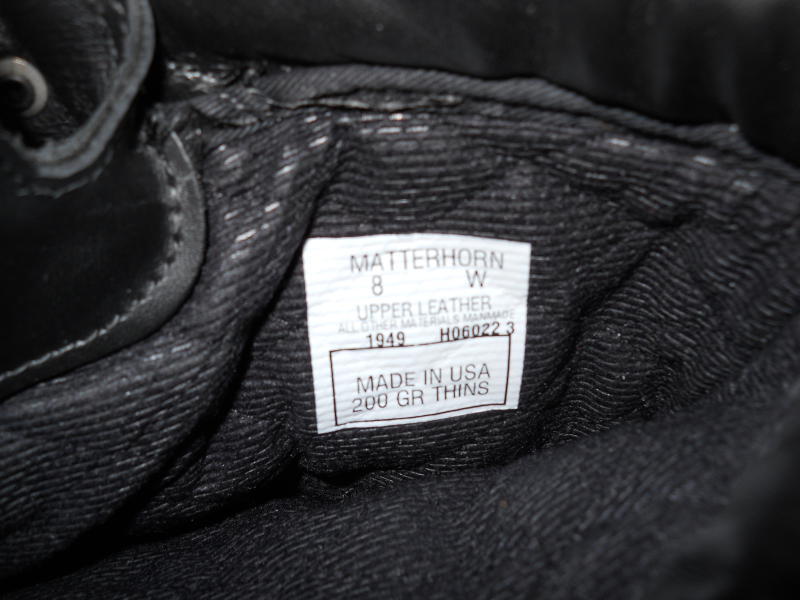 MATTERHORN
8 W
UPPER LEATHER
ALL OTHER MATERIALS MANMADE
1949 H06022 3
MADE IN USA
200 GR THINS